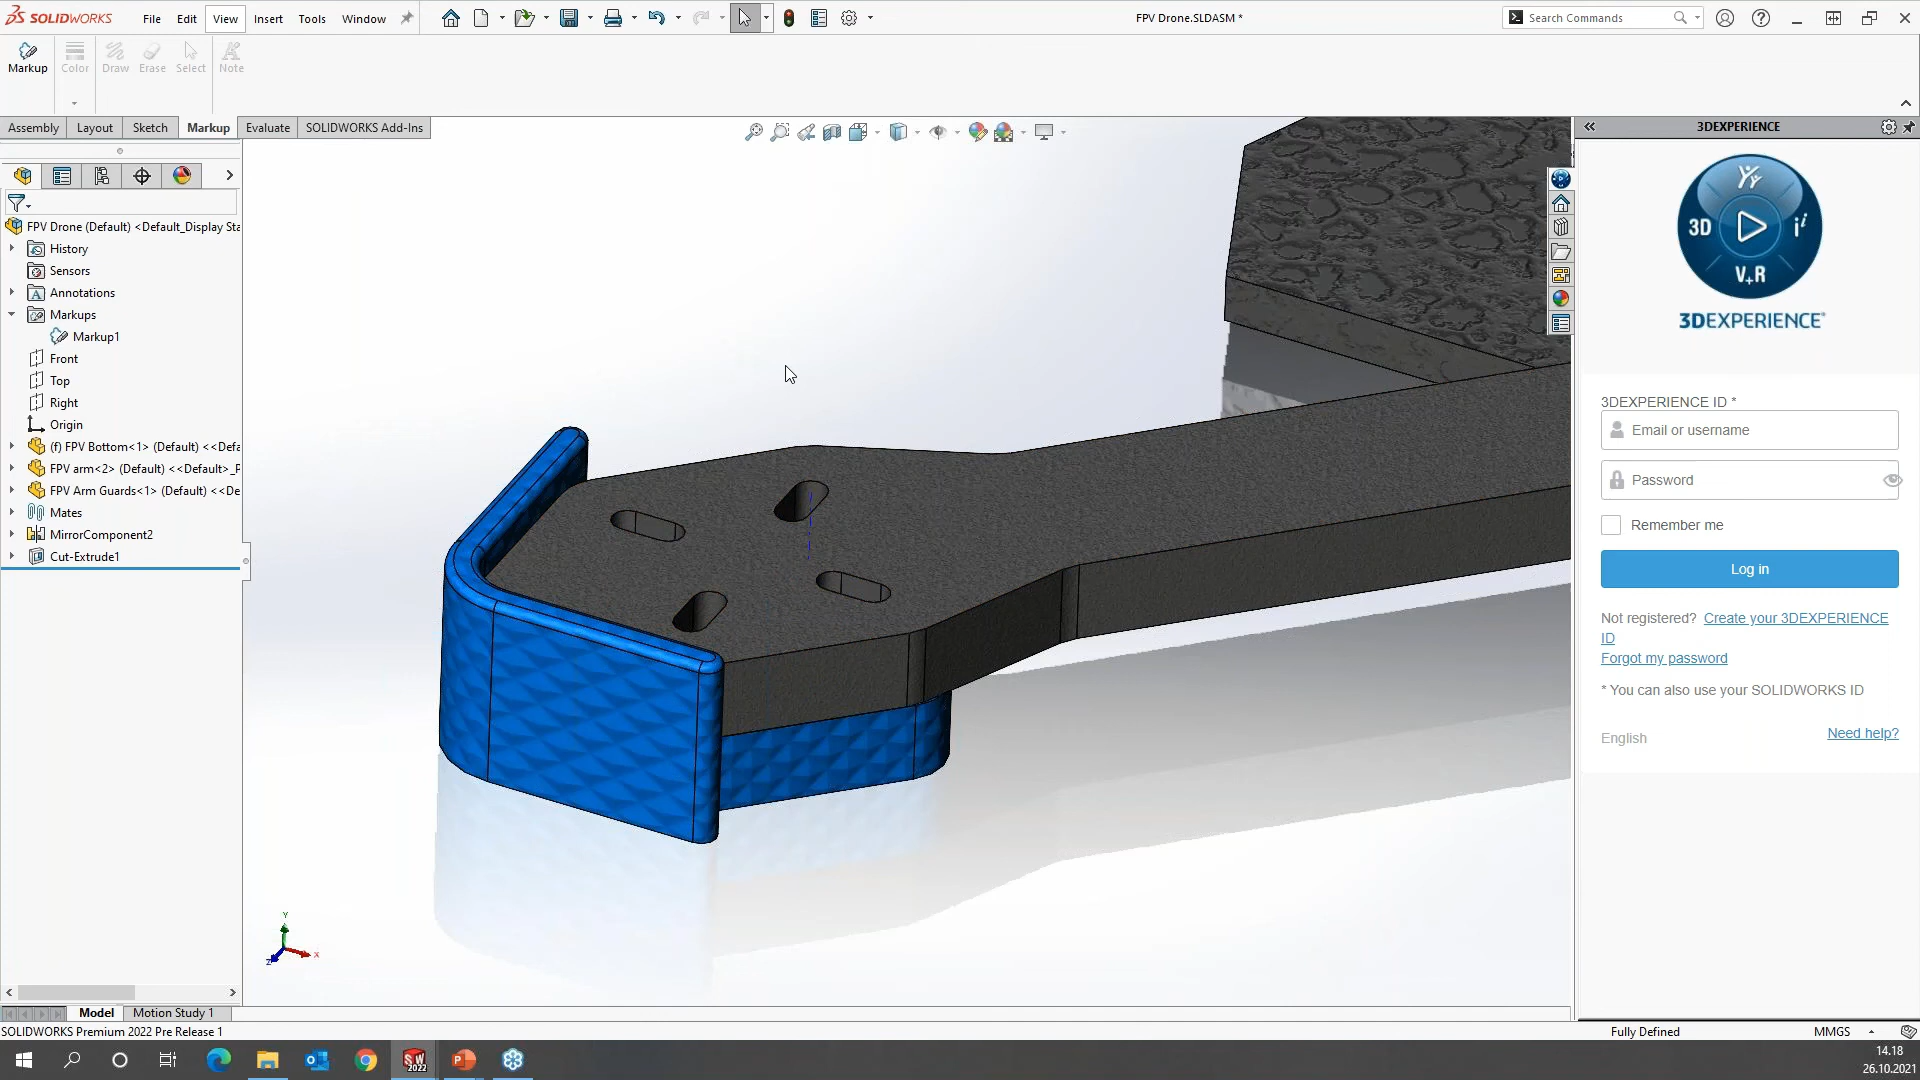 SOLIDWORKS File Edit View Insert Tools Window FPV Drone.SLDASM * Search Commands
Markup Color Draw Erase Select Note
Assembly Layout Sketch Markup Evaluate SOLIDWORKS Add-Ins
3DEXPERIENCE
FPV Drone (Default) <Default_Display Sta
History
Sensors
Annotations
Markups
Markup1
Front
Top
Right
Origin
(f) FPV Bottom<1> (Default) <<Defa
FPV arm<2> (Default) <<Default>_P
FPV Arm Guards<1> (Default) <<De
Mates
MirrorComponent2
Cut-Extrude1
Y
X
Z
3D
V+R
3DEXPERIENCE
3DEXPERIENCE ID *
Email or username
Password
Remember me
Log in
Not registered? Create your 3DEXPERIENCE
ID
Forgot my password
* You can also use your SOLIDWORKS ID
English
Need help?
Model Motion Study 1
SOLIDWORKS Premium 2022 Pre Release 1
Fully Defined MMGS
SW
2022
14.18
26.10.2021